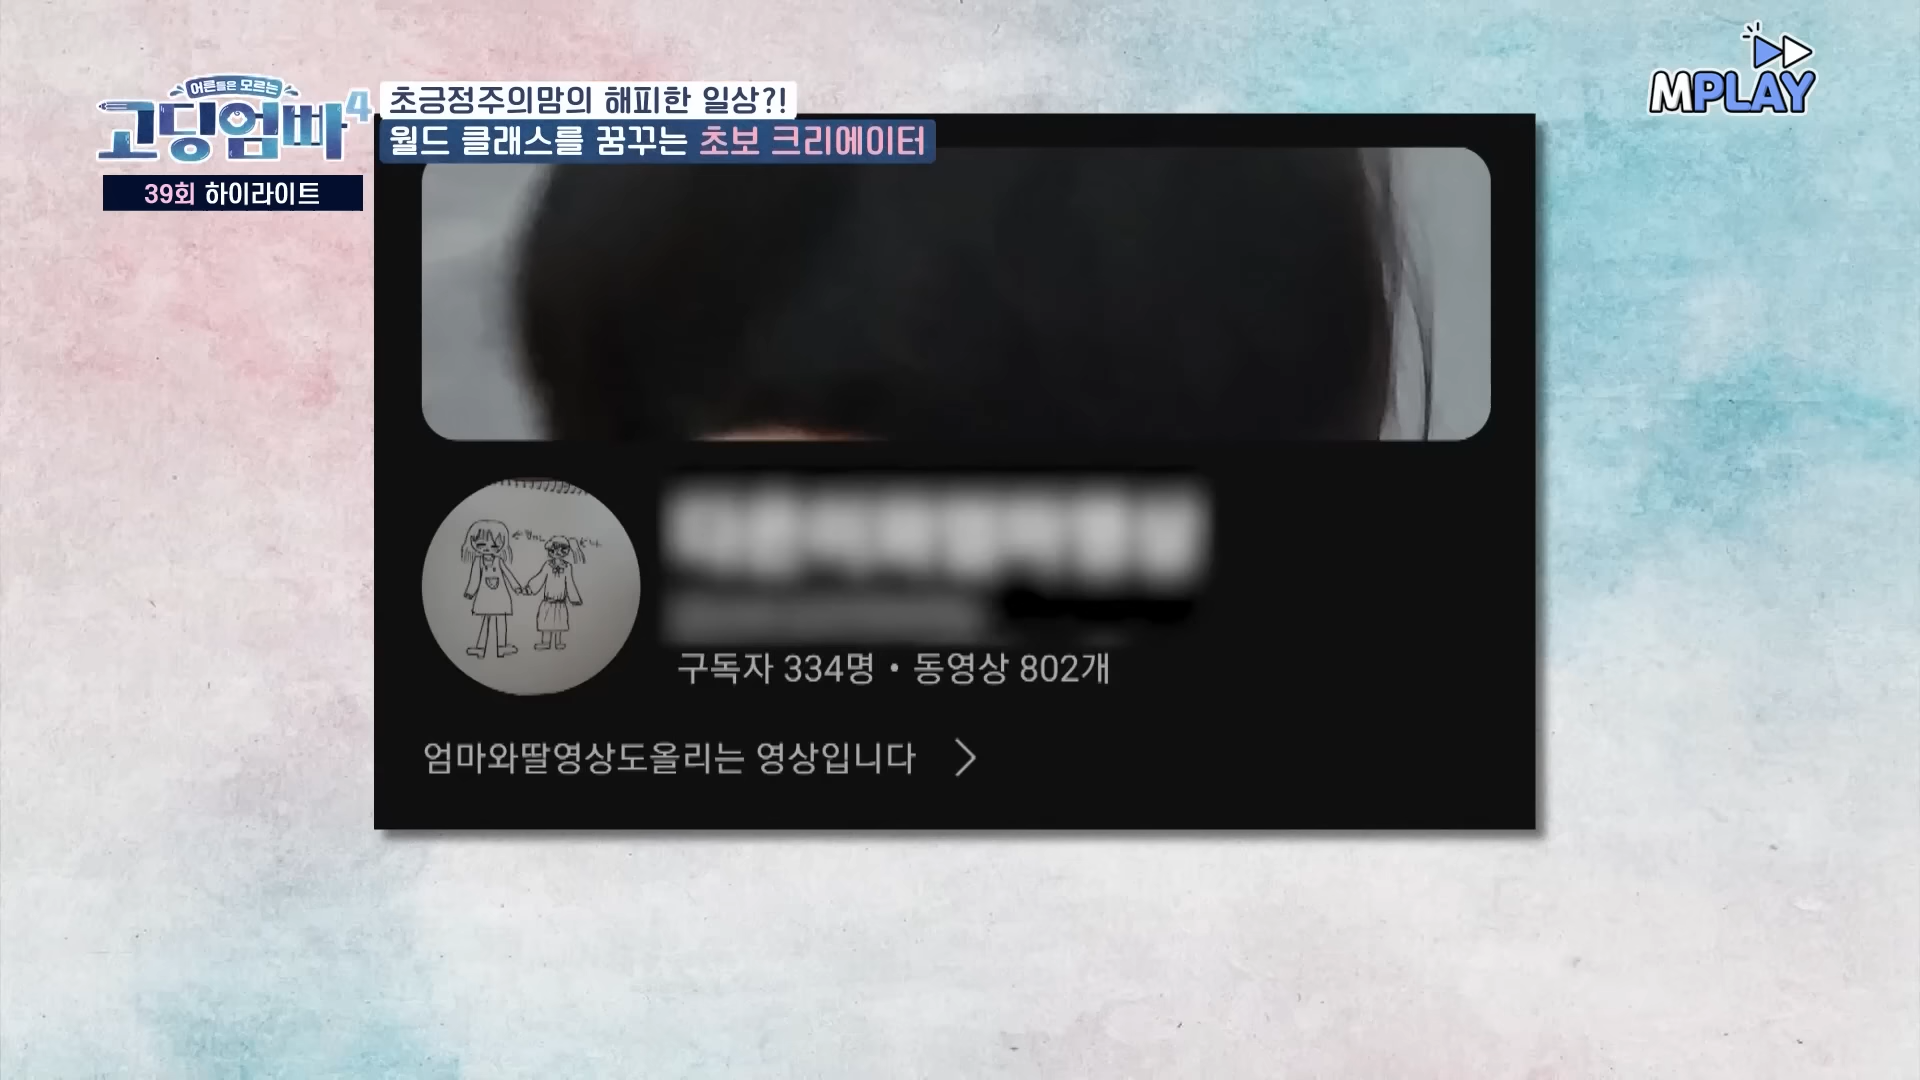 어른들은 모르는
고딩엄빠4
39회 하이라이트
초긍정주의맘의 해피한 일상?!
월드 클래스를 꿈꾸는 초보 크리에이터
MPLAY
구독자 334명 • 동영상 802개
엄마와딸영상도올리는 영상입니다